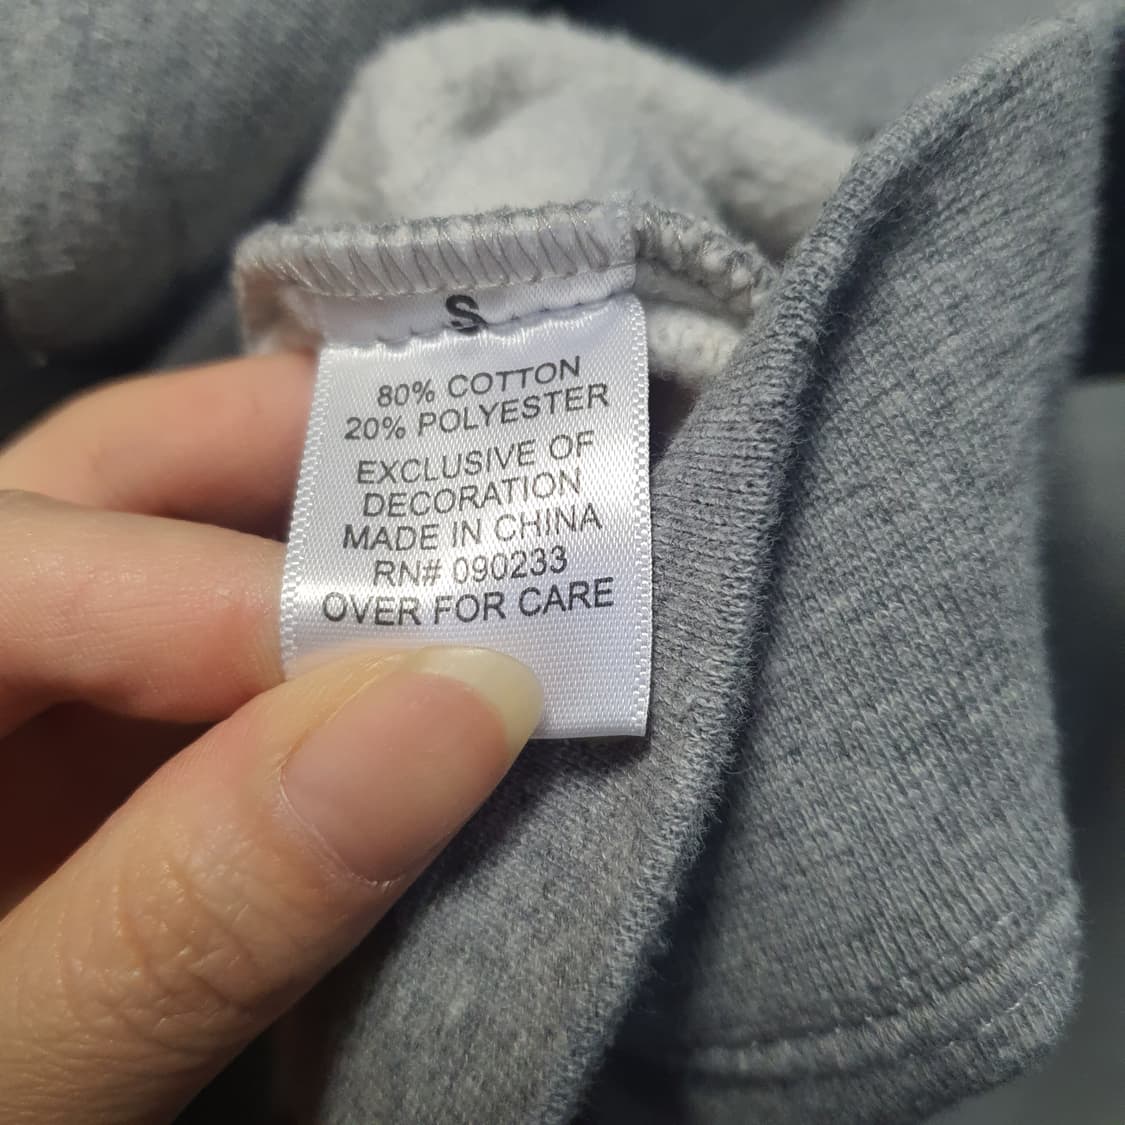 S
80% COTTON
20% POLYESTER
EXCLUSIVE OF
DECORATION
MADE IN CHINA
RN# 090233
OVER FOR CARE